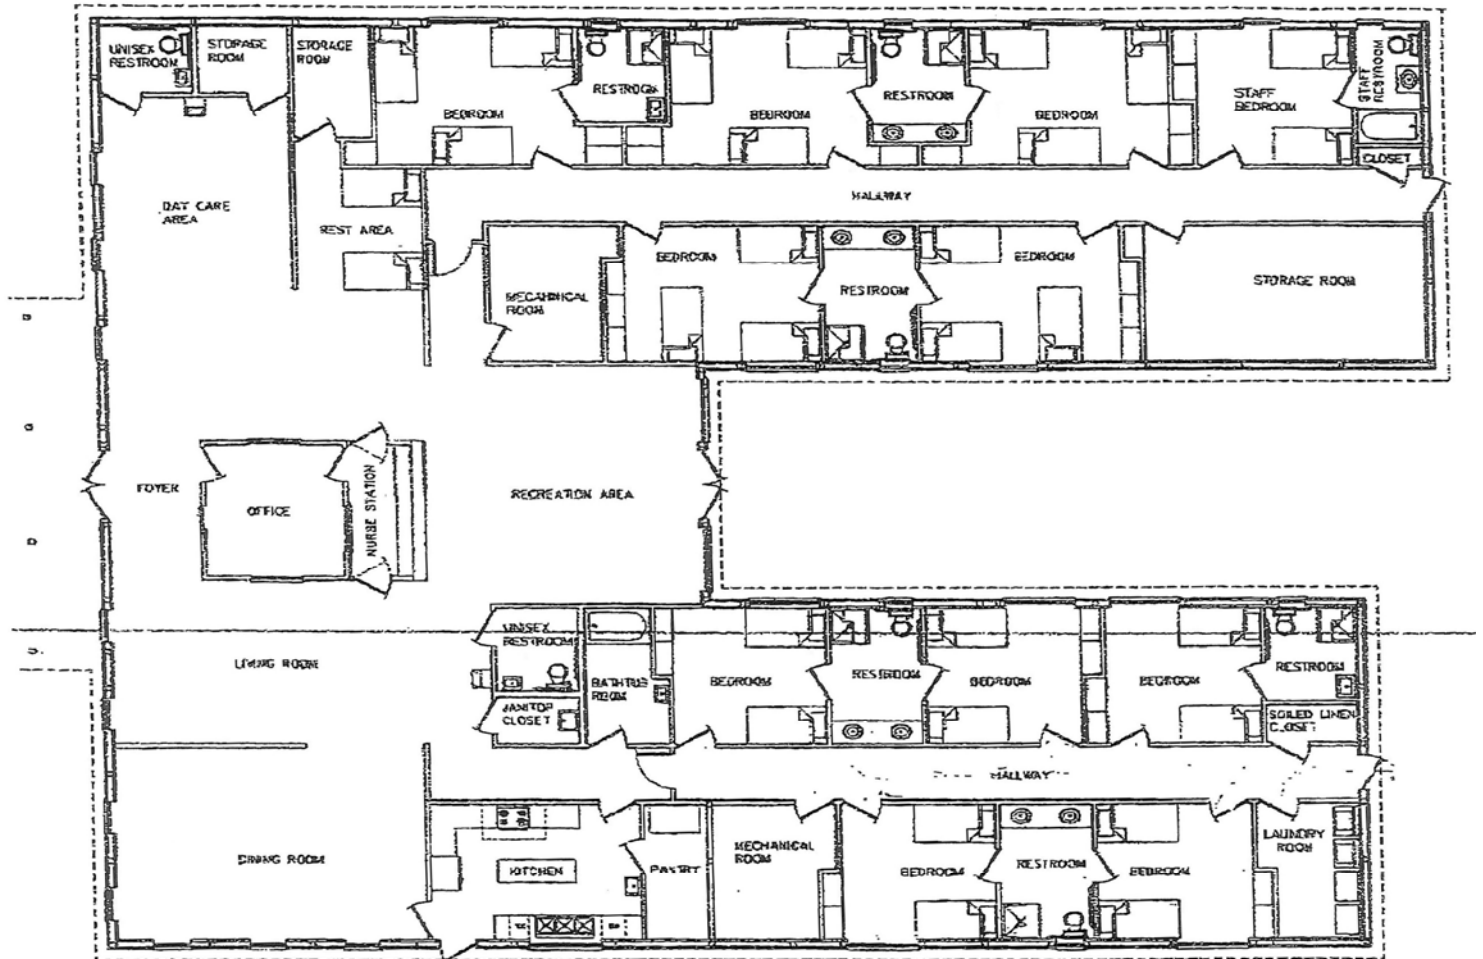 UNISEX
RESTROOM
STORAGE
ROOM
STORAGE
ROOM
BEDROOM
RESTROOM
BEDROOM
RESTROOM
BEDROOM
STAFF
BEDROOM
STAFF
RESTROOM
CLOSET
HALLWAY
DAY CARE
AREA
REST AREA
MECAHNICAL
ROOM
BEDROOM
RESTROOM
BEDROOM
STORAGE ROOM
FOYER
OFFICE
NURSE STATION
RECREATION AREA
LIVING ROOM
UNISEX
RESTROOM
JANITOR
CLOSET
BATHTUB
ROOM
BEDROOM
RESTROOM
BEDROOM
BEDROOM
RESTROOM
SOILED LINEN
CLOSET
HALLWAY
DINING ROOM
KITCHEN
PANTRY
MECHANICAL
ROOM
BEDROOM
RESTROOM
BEDROOM
LAUNDRY
ROOM